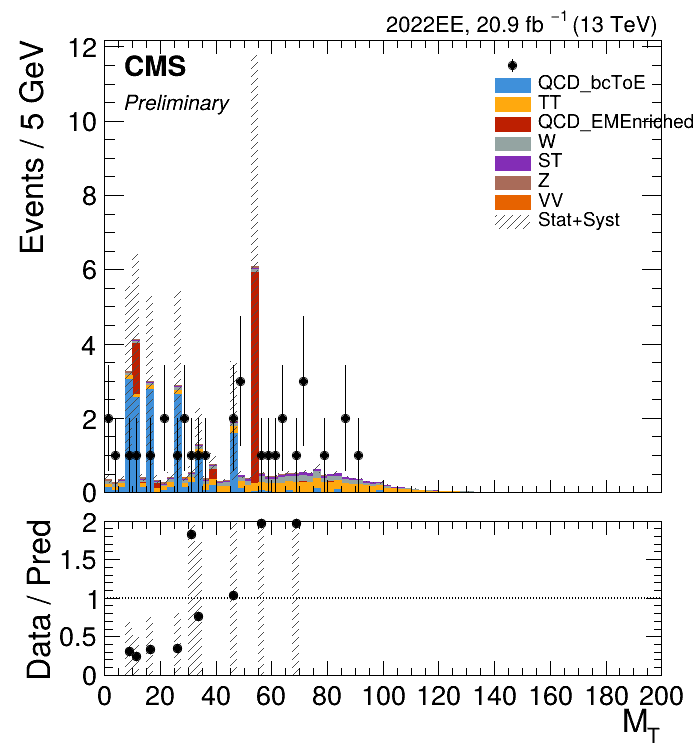 2022EE, 20.9 fb⁻¹ (13 TeV)
CMS
Preliminary
QCD_bcToE
TT
QCD_EMEnriched
W
ST
Z
VV
Stat+Syst
Events / 5 GeV
12
10
8
6
4
2
0
Data / Pred
2
1.5
1
0.5
0
0 20 40 60 80 100 120 140 160 180 200
M_T